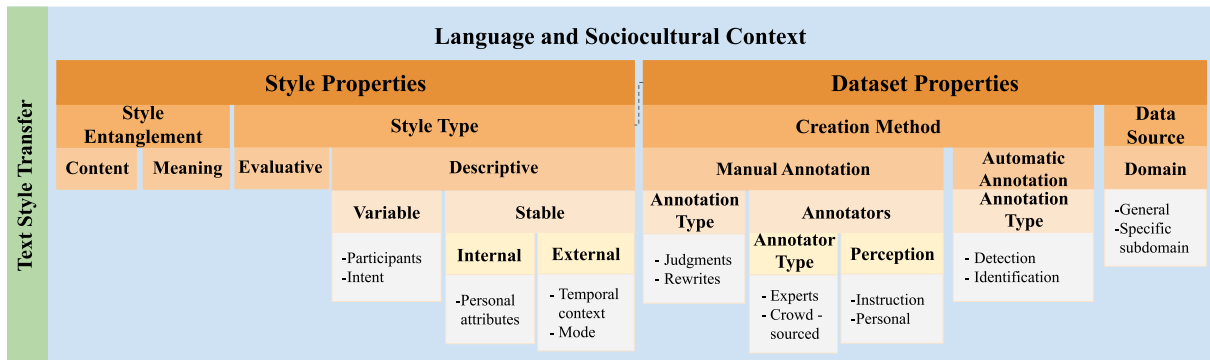 Text Style Transfer
Language and Sociocultural Context
Style Properties
Style
Entanglement
Content
Meaning
Style Type
Evaluative
Descriptive
Variable
-Participants
-Intent
Stable
Internal
-Personal
attributes
External
- Temporal
context
- Mode
Dataset Properties
Creation Method
Manual Annotation
Annotation
Type
- Judgments
- Rewrites
Annotators
Annotator
Type
- Experts
- Crowd -
sourced
Perception
-Instruction
-Personal
Automatic
Annotation
Annotation
Type
- Detection
- Identification
Data
Source
Domain
-General
-Specific
subdomain